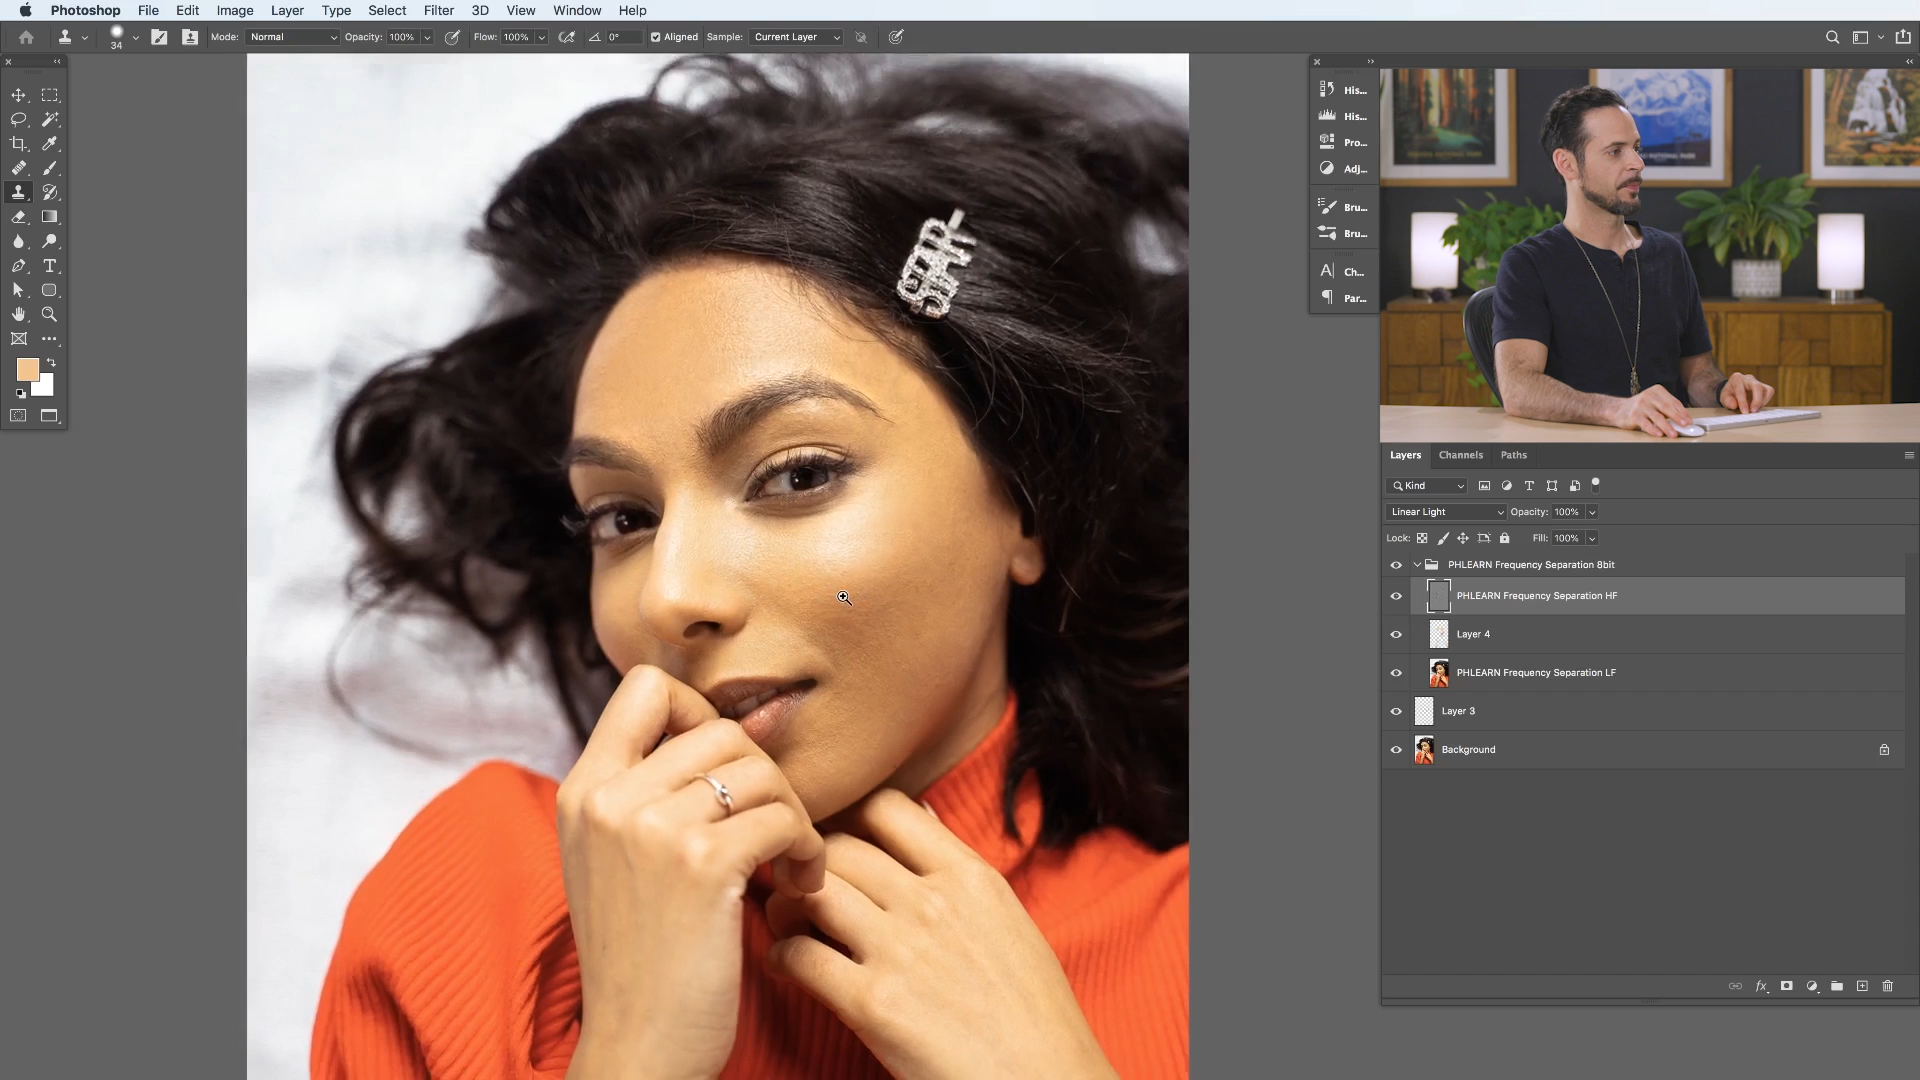 Photoshop File Edit Image Layer Type Select Filter 3D View Window Help
34 Mode: Normal Opacity: 100% Flow: 100% 0° Aligned Sample: Current Layer
His...
His...
Pro...
Adj...
Bru...
Bru...
A| Ch...
Par...
Layers Channels Paths
Kind
Linear Light Opacity: 100%
Lock: Fill: 100%
PHLEARN Frequency Separation 8bit
PHLEARN Frequency Separation HF
Layer 4
PHLEARN Frequency Separation LF
Layer 3
Background
fx